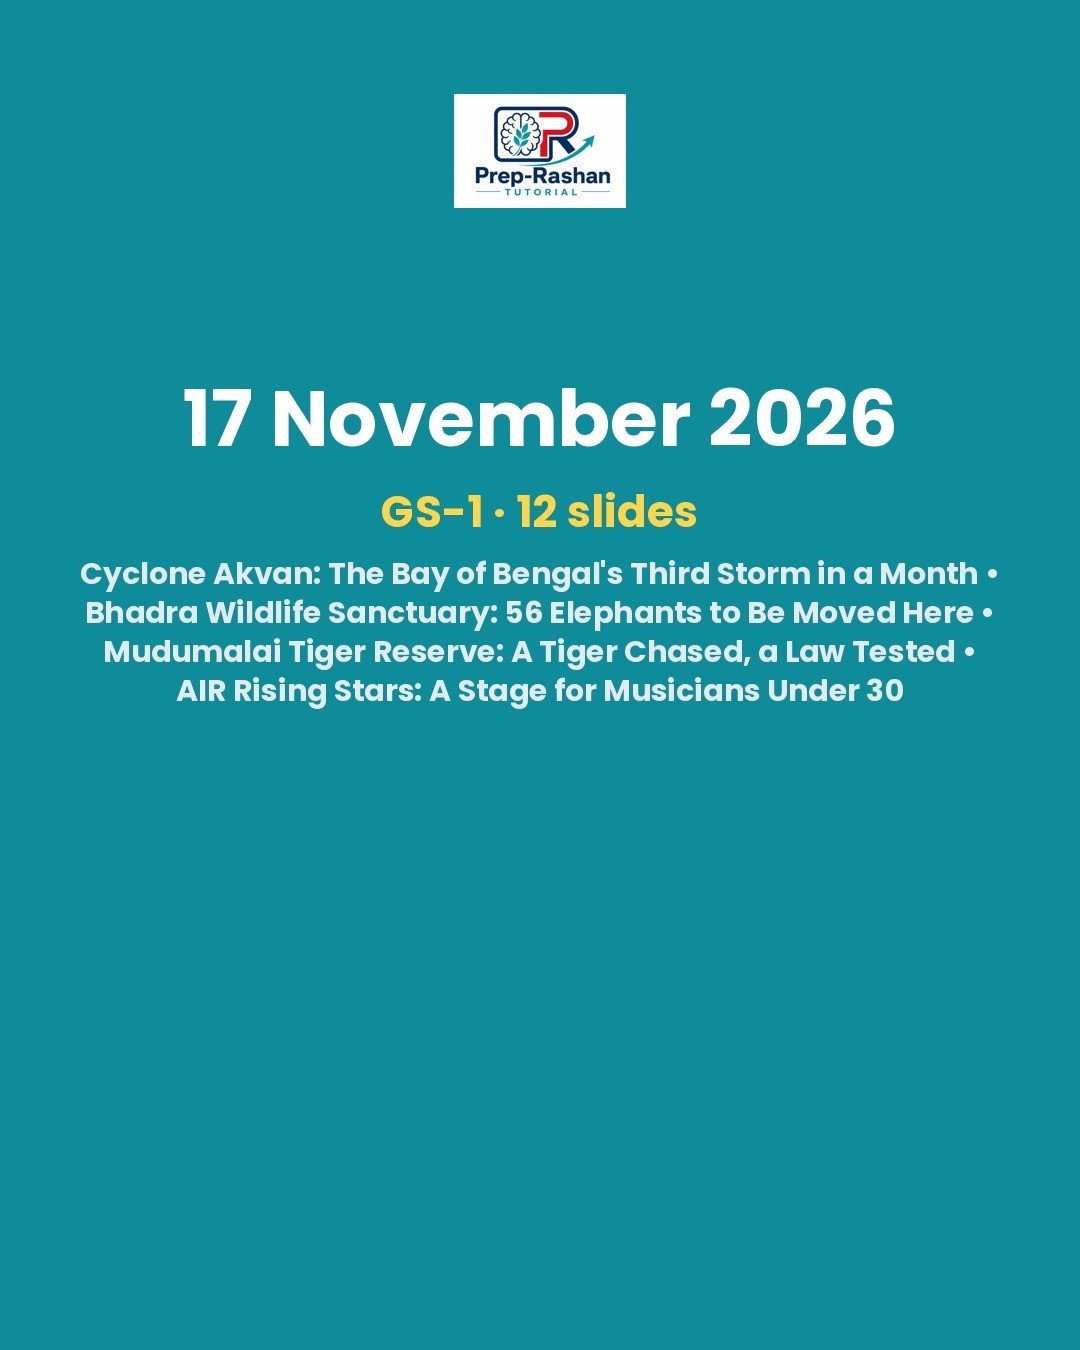 Prep-Rashan
TUTORIAL
17 November 2026
GS-1 · 12 slides
Cyclone Akvan: The Bay of Bengal's Third Storm in a Month •
Bhadra Wildlife Sanctuary: 56 Elephants to Be Moved Here •
Mudumalai Tiger Reserve: A Tiger Chased, a Law Tested •
AIR Rising Stars: A Stage for Musicians Under 30